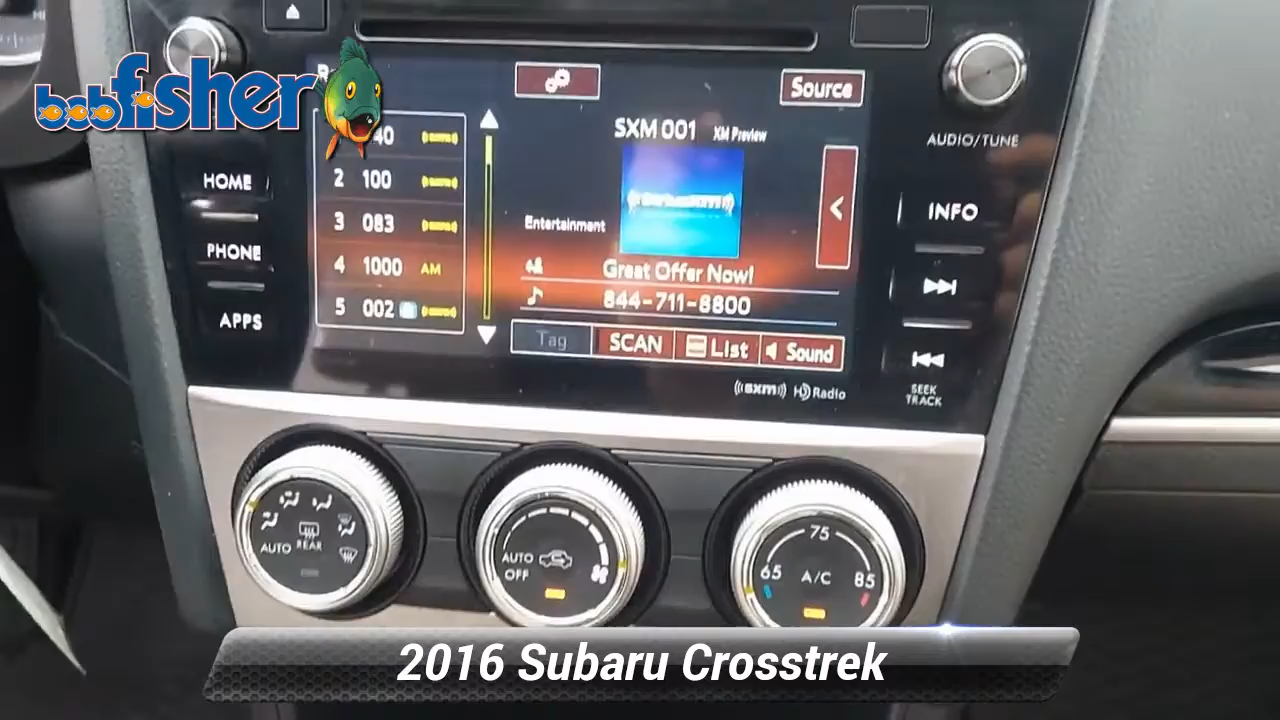 bobfisher
Source
SXM 001 XM Preview
40
2 100
3 083
4 1000 AM
5 002
Entertainment
Great Offer Now!
844-711-8800
Tag SCAN List Sound
((sxm)) HD Radio
HOME
PHONE
APPS
AUDIO/TUNE
INFO
SEEK
TRACK
AUTO REAR
AUTO
OFF
75
65 A/C 85
2016 Subaru Crosstrek